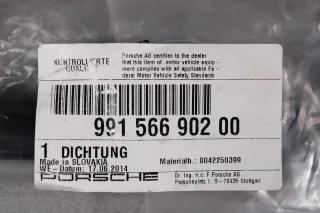 KONTROLLIERTE
QUALITÄT
Porsche AG certifies to the dealer
that this item of motor vehicle equip-
ment complies with all applicable Fe-
deral Motor Vehicle Safety Standards
991 566 902 00
1 DICHTUNG
Made in SLOVAKIA
WE - Datum: 17.06.2014
Materialb.: 8042250399
PORSCHE
Dr. Ing. h.c. F.Porsche AG
Porscheplatz 1, D - 70435 Stuttgart